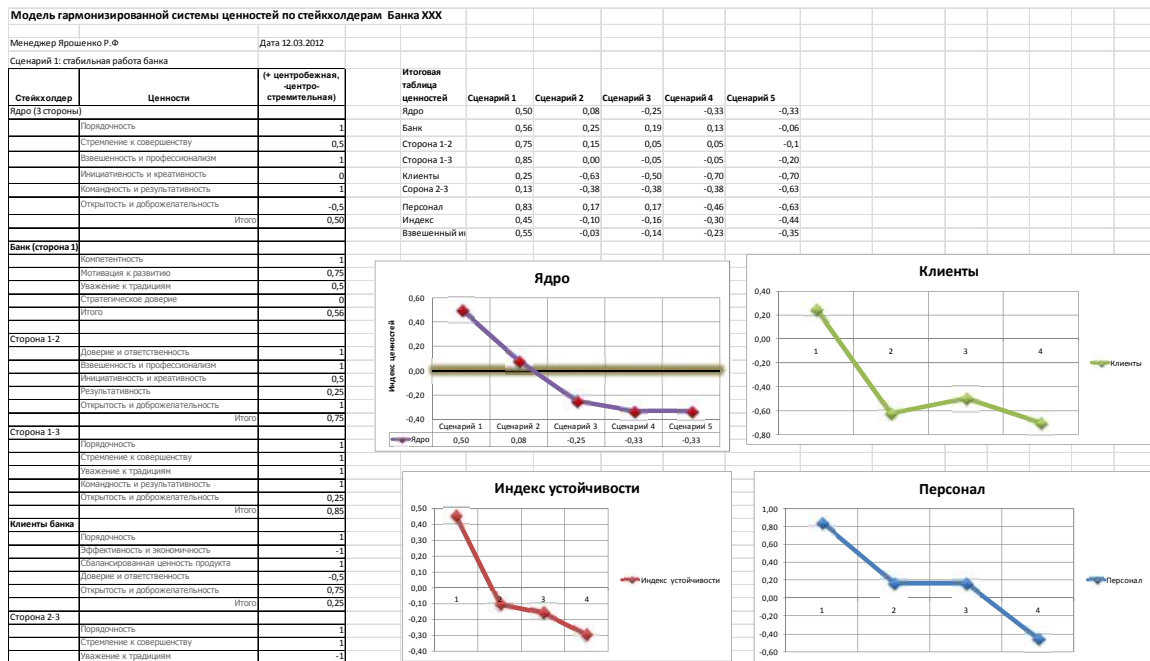 Модель гармонизированной системы ценностей по стейкхолдерам Банка XXX
Менеджер Ярошенко Р.Ф Дата 12.03.2012
Сценарий 1: стабильная работа банка
Стейкхолдер Ценности (+ центробежная, -центро-стремительная)
Ядро (3 стороны)
Порядочность 1
Стремление к совершенству 0,5
Взвешенность и профессионализм 1
Инициативность и креативность 0
Командность и результативность 1
Открытость и доброжелательность -0,5
Итого 0,50
Банк (сторона 1)
Компетентность 1
Мотивация к развитию 0,75
Уважение к традициям 0,5
Стратегическое доверие 0
Итого 0,56
Сторона 1-2
Доверие и ответственность 1
Взвешенность и профессионализм 1
Инициативность и креативность 0,5
Результативность 0,25
Открытость и доброжелательность 1
Итого 0,75
Сторона 1-3
Порядочность 1
Стремление к совершенству 1
Уважение к традициям 1
Командность и результативность 1
Открытость и доброжелательность 0,25
Итого 0,85
Клиенты банка
Порядочность 1
Эффективность и экономичность -1
Сбалансированная ценность продукта 1
Доверие и ответственность -0,5
Открытость и доброжелательность 0,75
Итого 0,25
Сторона 2-3
Порядочность 1
Стремление к совершенству 1
Уважение к традициям -1
Итоговая таблица ценностей Сценарий 1 Сценарий 2 Сценарий 3 Сценарий 4 Сценарий 5
Ядро 0,50 0,08 -0,25 -0,33 -0,33
Банк 0,56 0,25 0,19 0,13 -0,06
Сторона 1-2 0,75 0,15 0,05 0,05 -0,1
Сторона 1-3 0,85 0,00 -0,05 -0,05 -0,20
Клиенты 0,25 -0,63 -0,50 -0,70 -0,70
Сорона 2-3 0,13 -0,38 -0,38 -0,38 -0,63
Персонал 0,83 0,17 0,17 -0,46 -0,63
Индекс 0,45 -0,10 -0,16 -0,30 -0,44
Взвешенный ин 0,55 -0,03 -0,14 -0,23 -0,35
Ядро
Индекс ценностей
0,60
0,40
0,20
0,00
-0,20
-0,40
Сценарий 1 Сценарий 2 Сценарий 3 Сценарий 4 Сценарий 5
Ядро 0,50 0,08 -0,25 -0,33 -0,33
Клиенты
0,40
0,20
0,00
-0,20
-0,40
-0,60
-0,80
1 2 3 4
Клиенты
Индекс устойчивости
0,50
0,40
0,30
0,20
0,10
0,00
-0,10
-0,20
-0,30
-0,40
1 2 3 4
Индекс устойчивости
Персонал
1,00
0,80
0,60
0,40
0,20
0,00
-0,20
-0,40
-0,60
1 2 3 4
Персонал